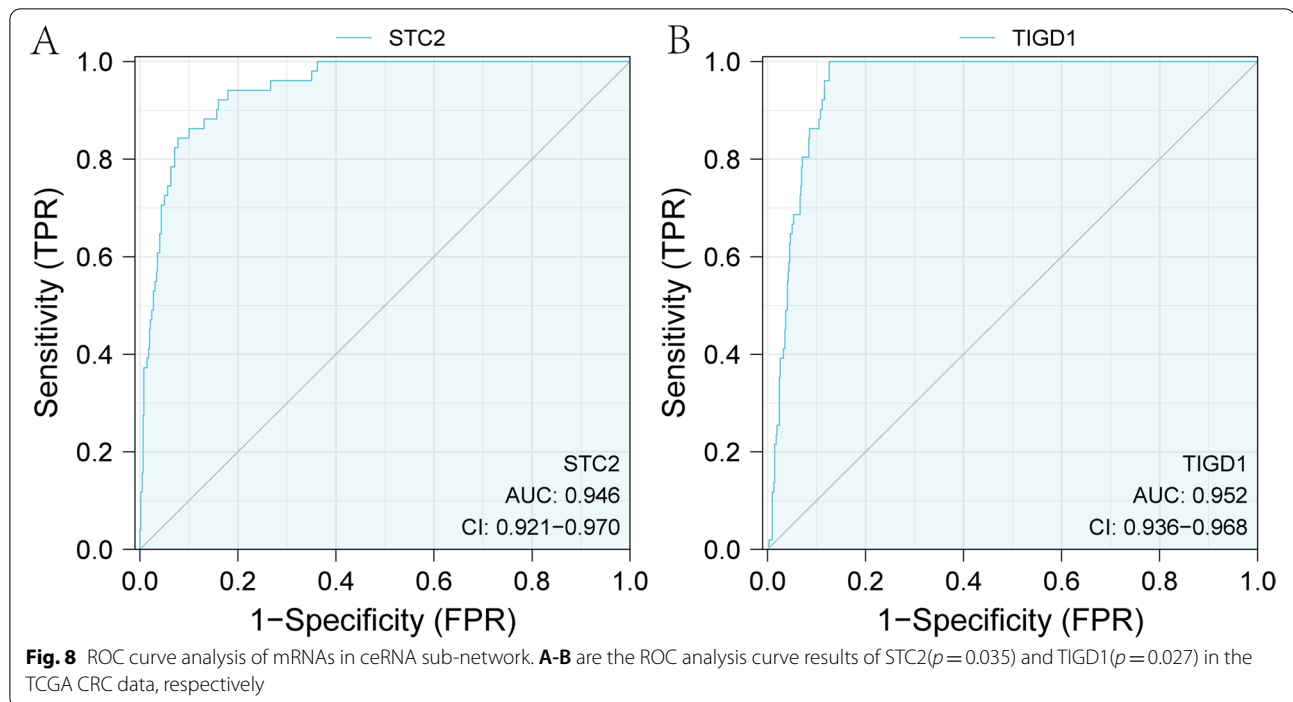 A
STC2
1.0
0.8
0.6
0.4
0.2
0.0
Sensitivity (TPR)
STC2
AUC: 0.946
CI: 0.921−0.970
0.0 0.2 0.4 0.6 0.8 1.0
1−Specificity (FPR)
B
TIGD1
1.0
0.8
0.6
0.4
0.2
0.0
Sensitivity (TPR)
TIGD1
AUC: 0.952
CI: 0.936−0.968
0.0 0.2 0.4 0.6 0.8 1.0
1−Specificity (FPR)
Fig. 8 ROC curve analysis of mRNAs in ceRNA sub-network. A-B are the ROC analysis curve results of STC2(p = 0.035) and TIGD1(p = 0.027) in the
TCGA CRC data, respectively